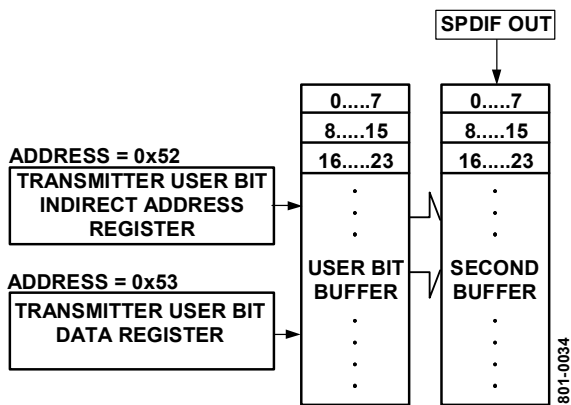 SPDIF OUT
0.....7
8.....15
16.....23
0.....7
8.....15
16.....23
ADDRESS = 0x52
TRANSMITTER USER BIT
INDIRECT ADDRESS
REGISTER
ADDRESS = 0x53
TRANSMITTER USER BIT
DATA REGISTER
USER BIT
BUFFER
SECOND
BUFFER
801-0034